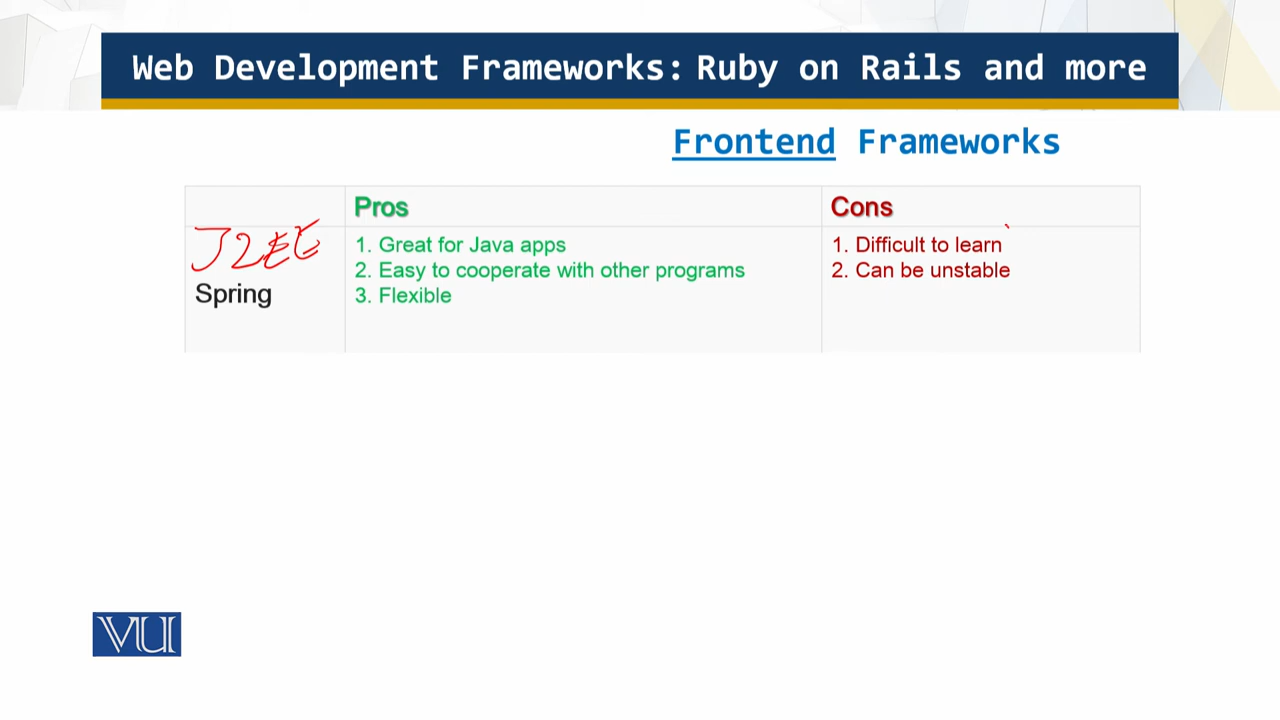 Web Development Frameworks: Ruby on Rails and more
Frontend Frameworks
Pros
Cons
J2EE
Spring
1. Great for Java apps
2. Easy to cooperate with other programs
3. Flexible
1. Difficult to learn
2. Can be unstable
VU